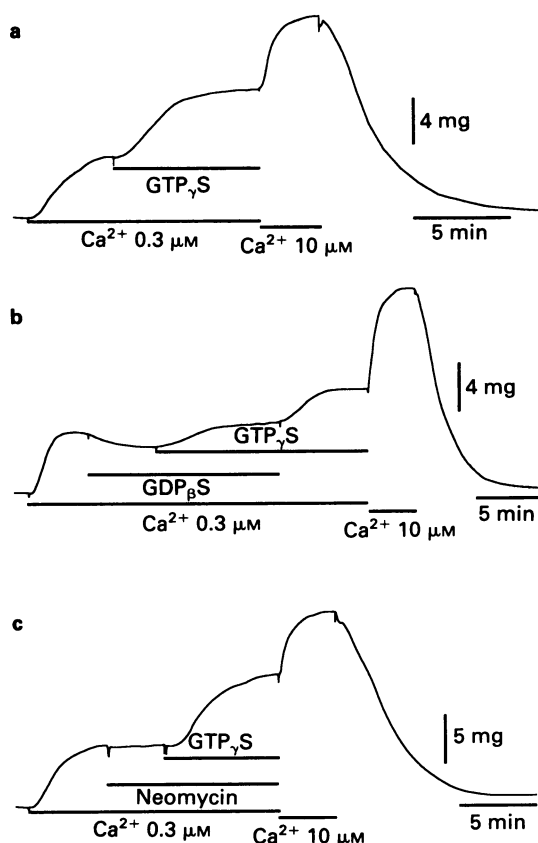 a
4 mg
GTPγS
Ca²⁺ 0.3 μM
Ca²⁺ 10 μM
5 min
b
4 mg
GTPγS
GDPβS
Ca²⁺ 0.3 μM
Ca²⁺ 10 μM
5 min
c
5 mg
GTPγS
Neomycin
Ca²⁺ 0.3 μM
Ca²⁺ 10 μM
5 min